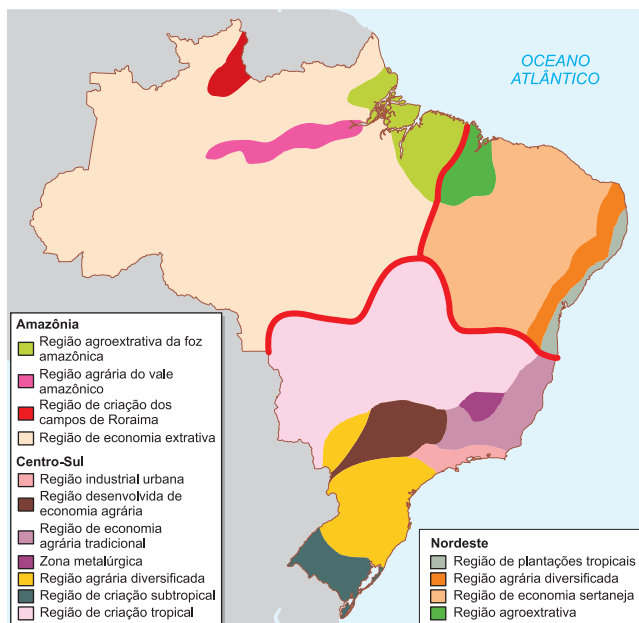 OCEANO
ATLÂNTICO
Amazônia
Região agroextrativa da foz
amazônica
Região agrária do vale
amazônico
Região de criação dos
campos de Roraima
Região de economia extrativa
Centro-Sul
Região industrial urbana
Região desenvolvida de
economia agrária
Região de economia
agrária tradicional
Zona metalúrgica
Região agrária diversificada
Região de criação subtropical
Região de criação tropical
Nordeste
Região de plantações tropicais
Região agrária diversificada
Região de economia sertaneja
Região agroextrativa